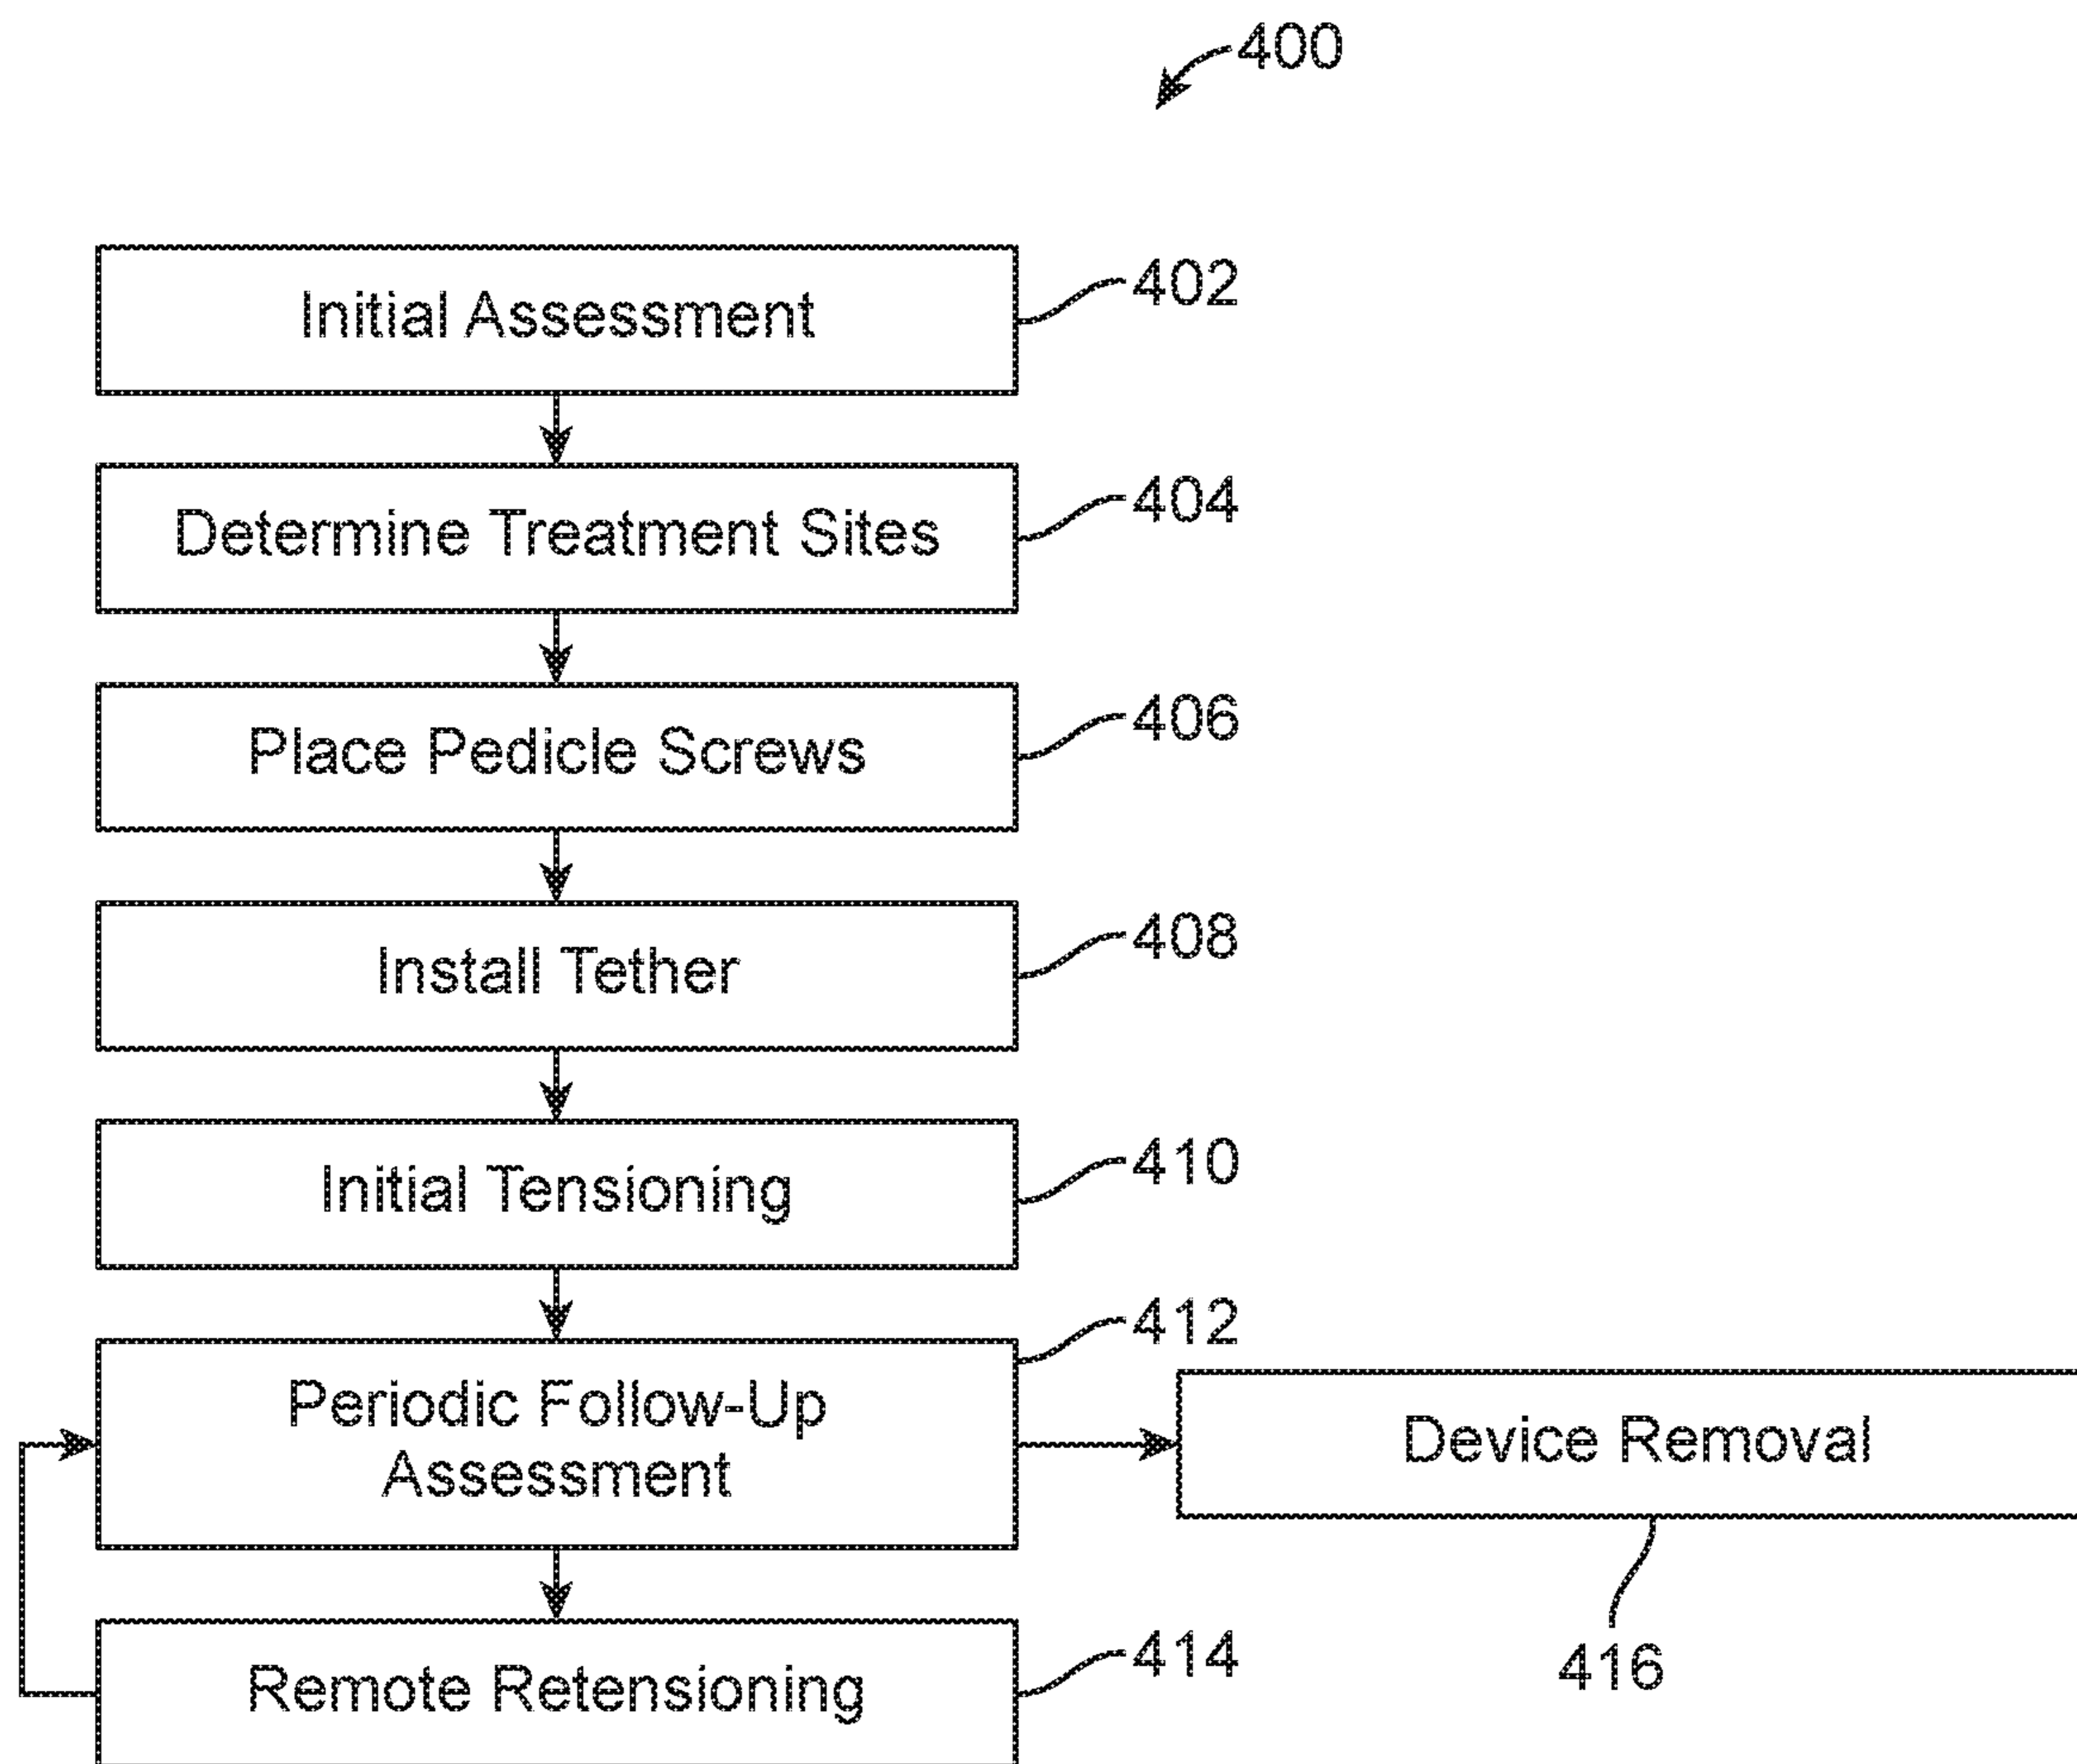 400
Initial Assessment
402
Determine Treatment Sites
404
Place Pedicle Screws
406
Install Tether
408
Initial Tensioning
410
Periodic Follow-Up
Assessment
412
Device Removal
416
Remote Retensioning
414